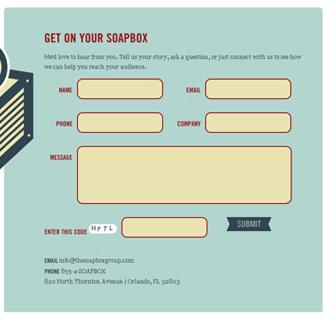 GET ON YOUR SOAPBOX
We'd love to hear from you. Tell us your story, ask a question, or just connect with us to see how
we can help you reach your audience.
NAME EMAIL
PHONE COMPANY
MESSAGE
ENTER THIS CODE HPTL SUBMIT
EMAIL info@thesoapboxgroup.com
PHONE 855-4-SOAPBOX
820 North Thornton Avenue | Orlando, FL 32803